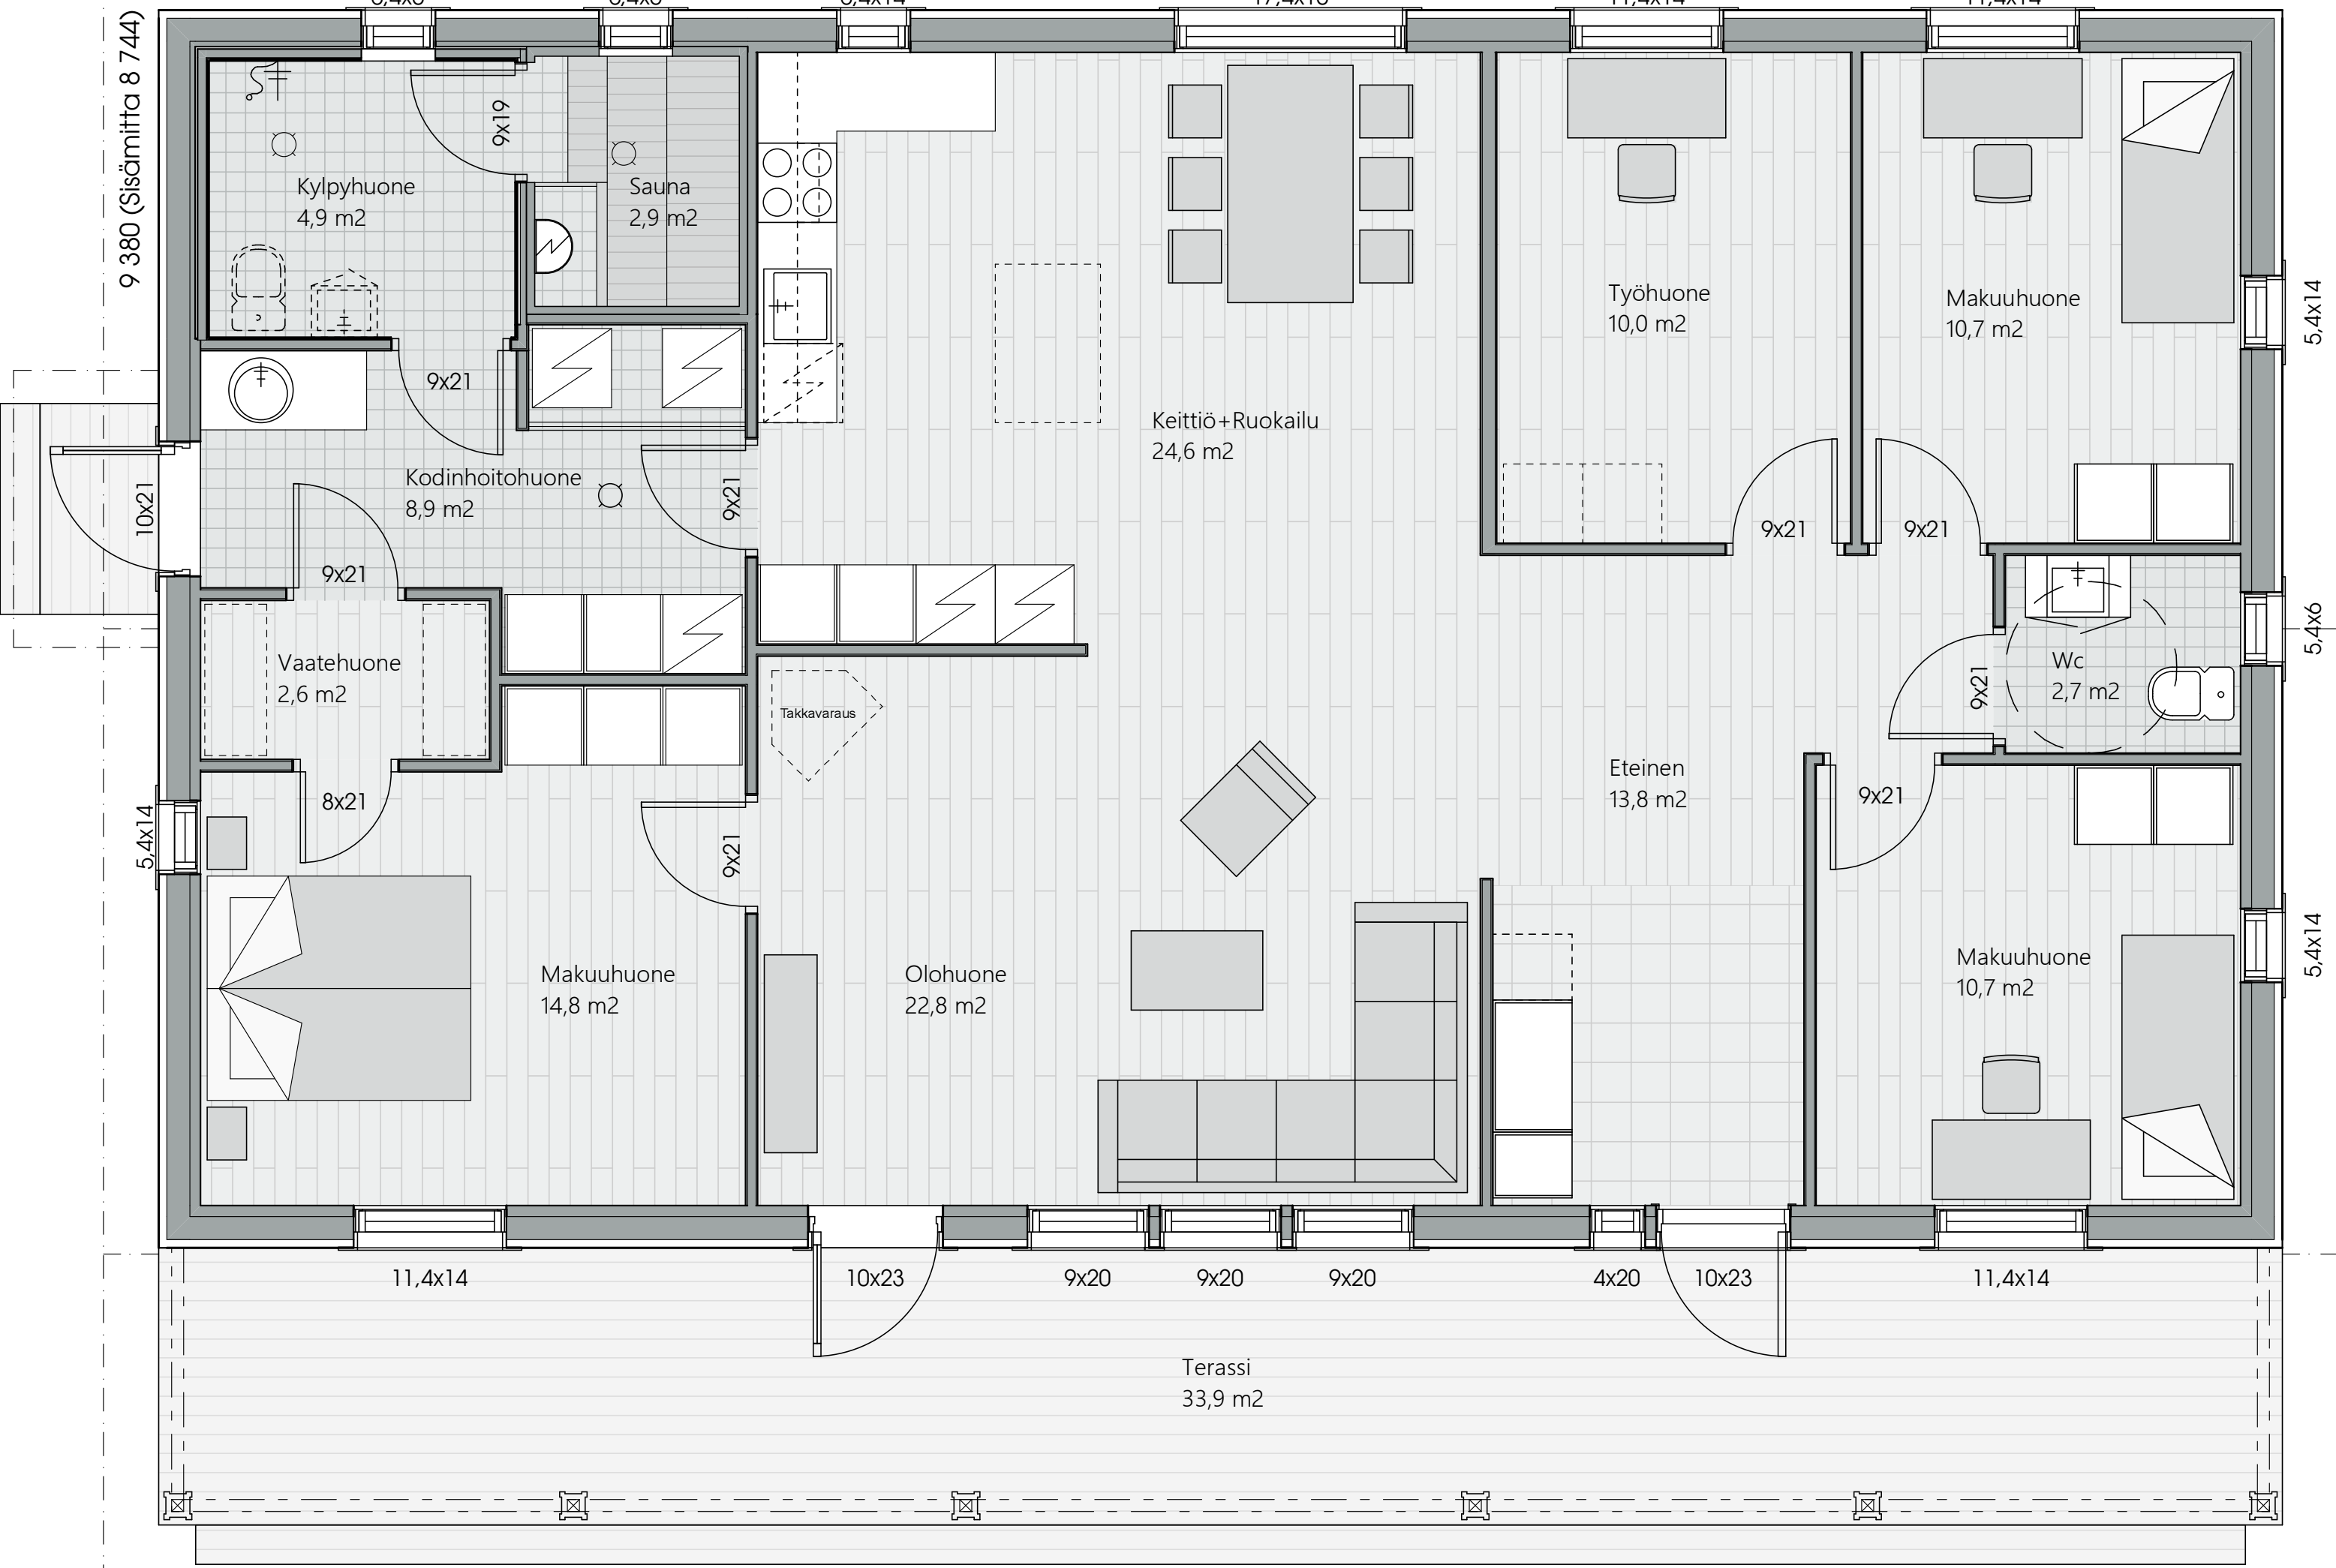 9 380 (Sisämitta 8 744)
9x19
Kylpyhuone
4,9 m2
Sauna
2,9 m2
Työhuone
10,0 m2
Makuuhuone
10,7 m2
5,4x14
9x21
Keittiö+Ruokailu
24,6 m2
Kodinhoitohuone
8,9 m2
10x21
9x21
9x21
9x21
9x21
9x21
Vaatehuone
2,6 m2
Wc
2,7 m2
5,4x6
9x21
Takkavaraus
8x21
5,4x14
9x21
Eteinen
13,8 m2
9x21
Makuuhuone
14,8 m2
Olohuone
22,8 m2
Makuuhuone
10,7 m2
5,4x14
11,4x14
10x23
9x20
9x20
9x20
4x20
10x23
11,4x14
Terassi
33,9 m2